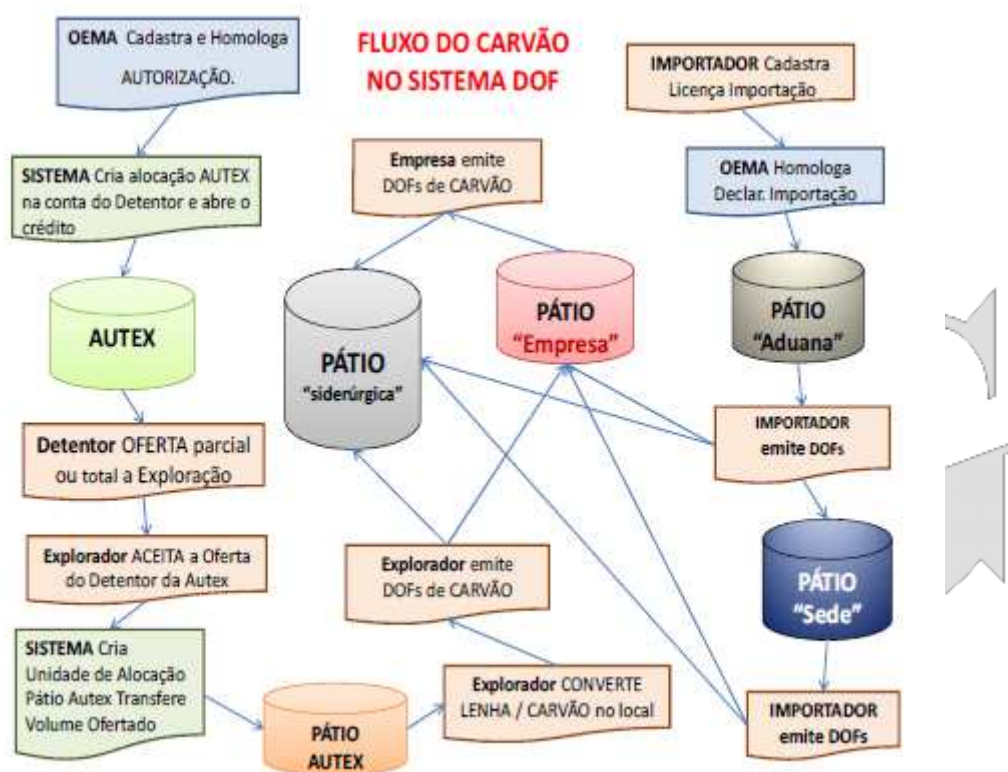 OEMA Cadastra e Homologa
AUTORIZAÇÃO.
FLUXO DO CARVÃO
NO SISTEMA DOF
IMPORTADOR Cadastra
Licença Importação
SISTEMA Cria alocação AUTEX
na conta do Detentor e abre o
crédito
Empresa emite
DOFs de CARVÃO
OEMA Homologa
Declar. Importação
AUTEX
PÁTIO
"siderúrgica"
PÁTIO
"Empresa"
PÁTIO
"Aduana"
Detentor OFERTA parcial
ou total a Exploração
IMPORTADOR
emite DOFs
Explorador ACEITA a Oferta
do Detentor da Autex
Explorador emite
DOFs de CARVÃO
PÁTIO
"Sede"
SISTEMA Cria
Unidade de Alocação
Pátio Autex Transfere
Volume Ofertado
PÁTIO
AUTEX
Explorador CONVERTE
LENHA / CARVÃO no local
IMPORTADOR
emite DOFs